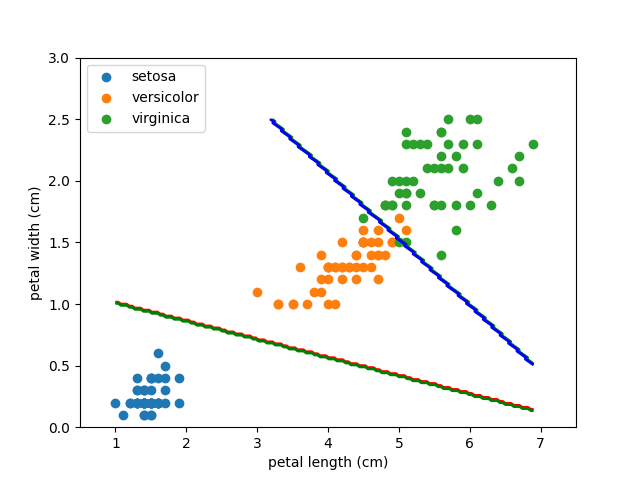 3.0
2.5
2.0
1.5
1.0
0.5
0.0
petal width (cm)
setosa
versicolor
virginica
1 2 3 4 5 6 7
petal length (cm)